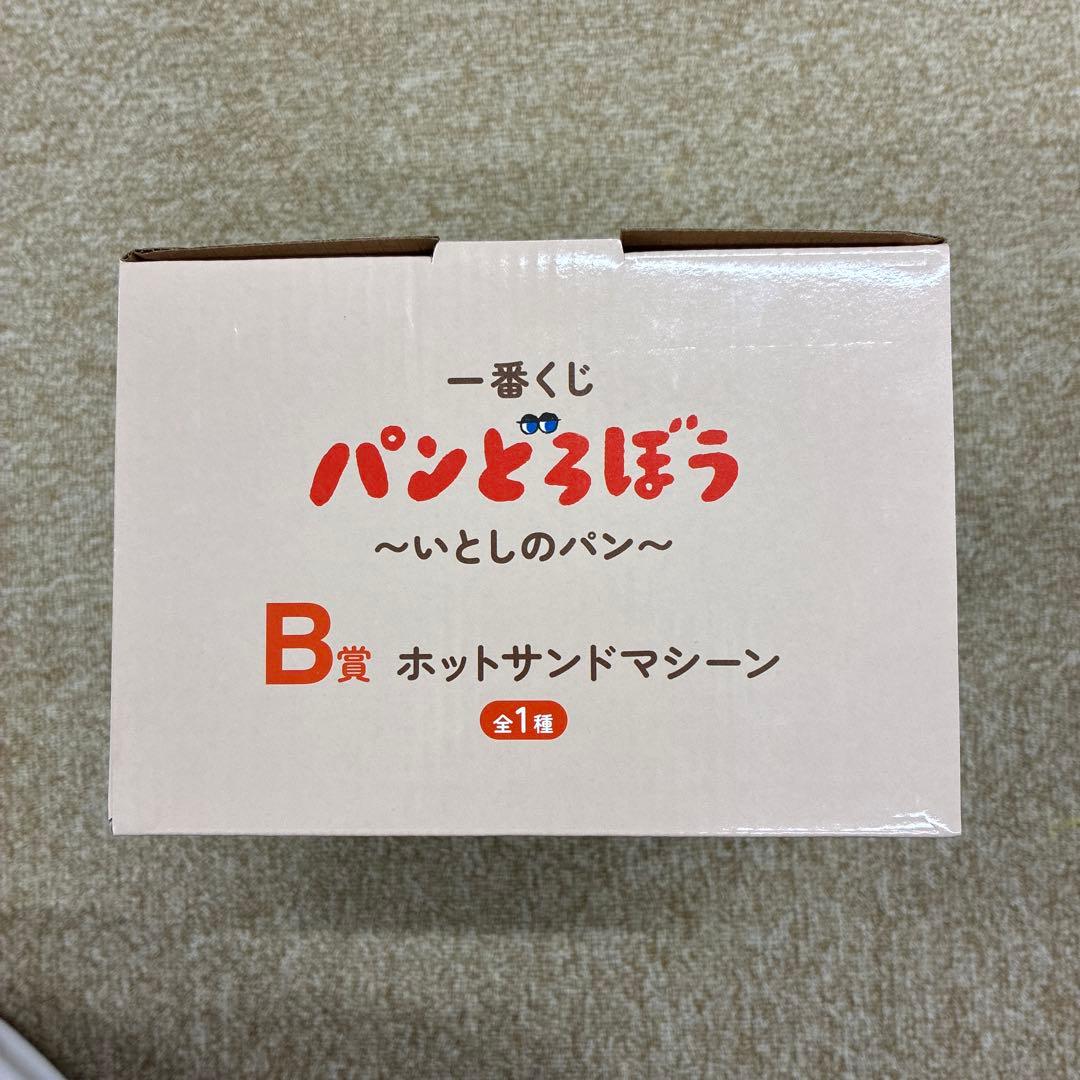 一番くじ
パンどろぼう
～いとしのパン～
B賞 ホットサンドマシーン
全1種